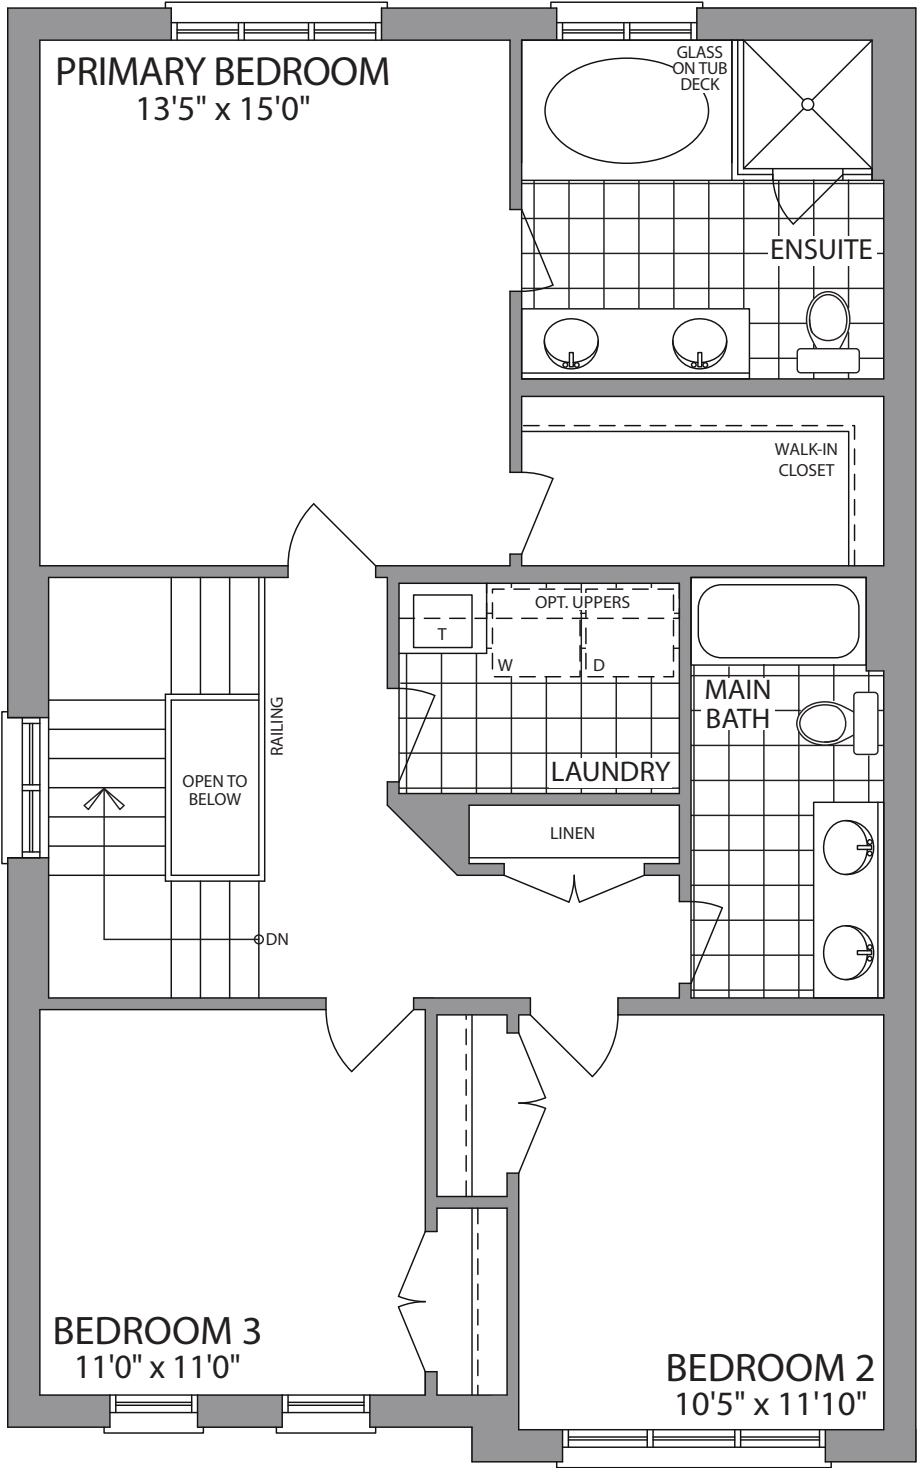 PRIMARY BEDROOM
13'5" x 15'0"
GLASS
ON TUB
DECK
ENSUITE
WALK-IN
CLOSET
OPT. UPPERS
T
W
D
LAUNDRY
MAIN
BATH
RAILING
OPEN TO
BELOW
LINEN
DN
BEDROOM 3
11'0" x 11'0"
BEDROOM 2
10'5" x 11'10"